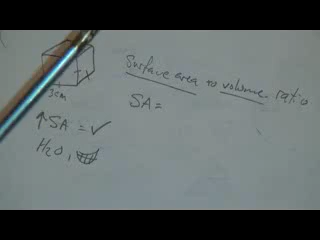 Surface area to volume ratio
SA =
3cm
↑SA = ✓
H2O,